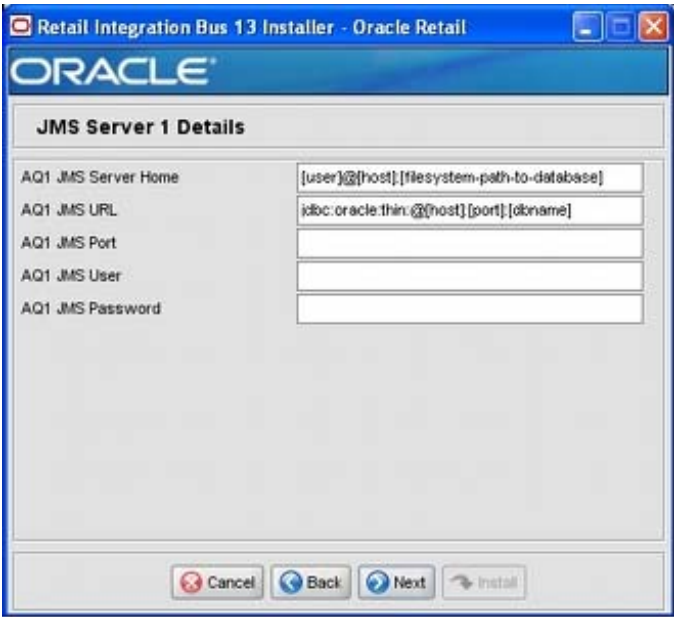 Retail Integration Bus 13 Installer - Oracle Retail
ORACLE
JMS Server 1 Details
AQ1 JMS Server Home [user]@[host]:[filesystem-path-to-database]
AQ1 JMS URL jdbc:oracle:thin:@[host]:[port]:[dbname]
AQ1 JMS Port
AQ1 JMS User
AQ1 JMS Password
Cancel Back Next Install